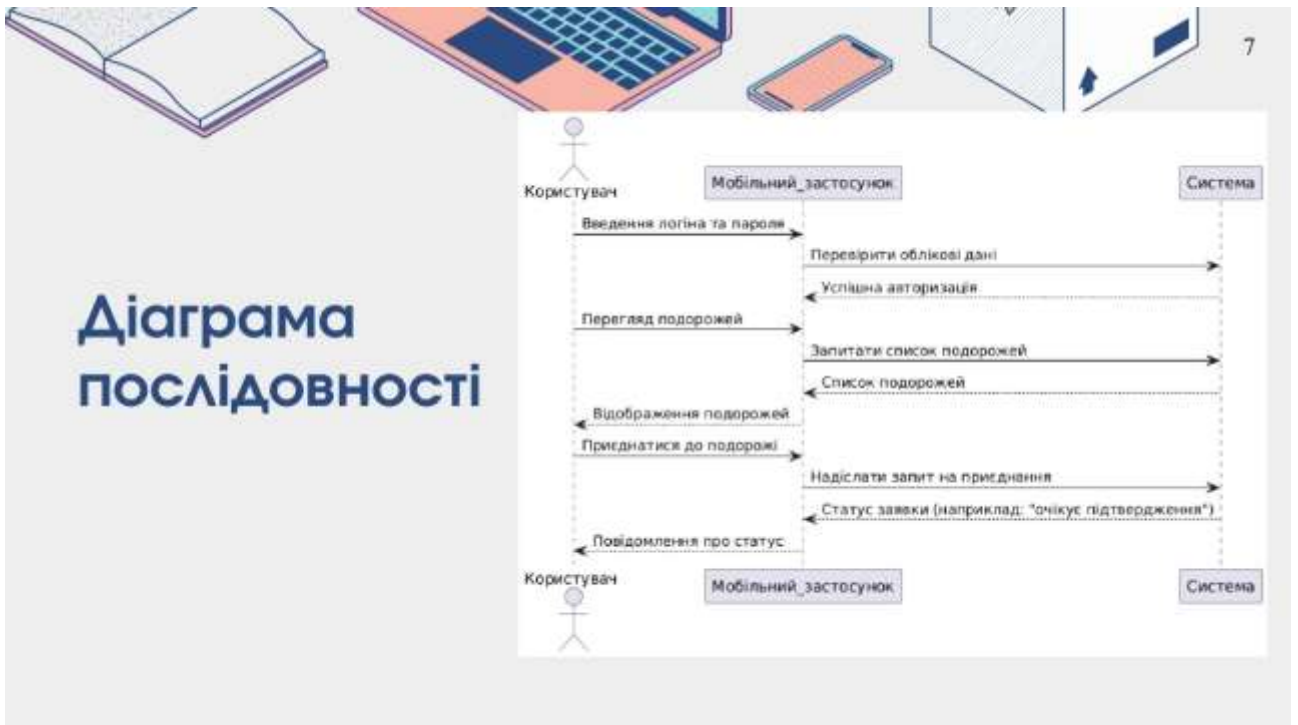 7
Діаграма
послідовності
Користувач
Мобільний_застосунок
Система
Введення логіна та пароля
Перевірити облікові дані
Успішна авторизація
Перегляд подорожей
Запитати список подорожей
Список подорожей
Відображення подорожей
Приєднатися до подорожі
Надіслати запит на приєднання
Статус заявки (наприклад: "очікує підтвердження")
Повідомлення про статус
Користувач
Мобільний_застосунок
Система